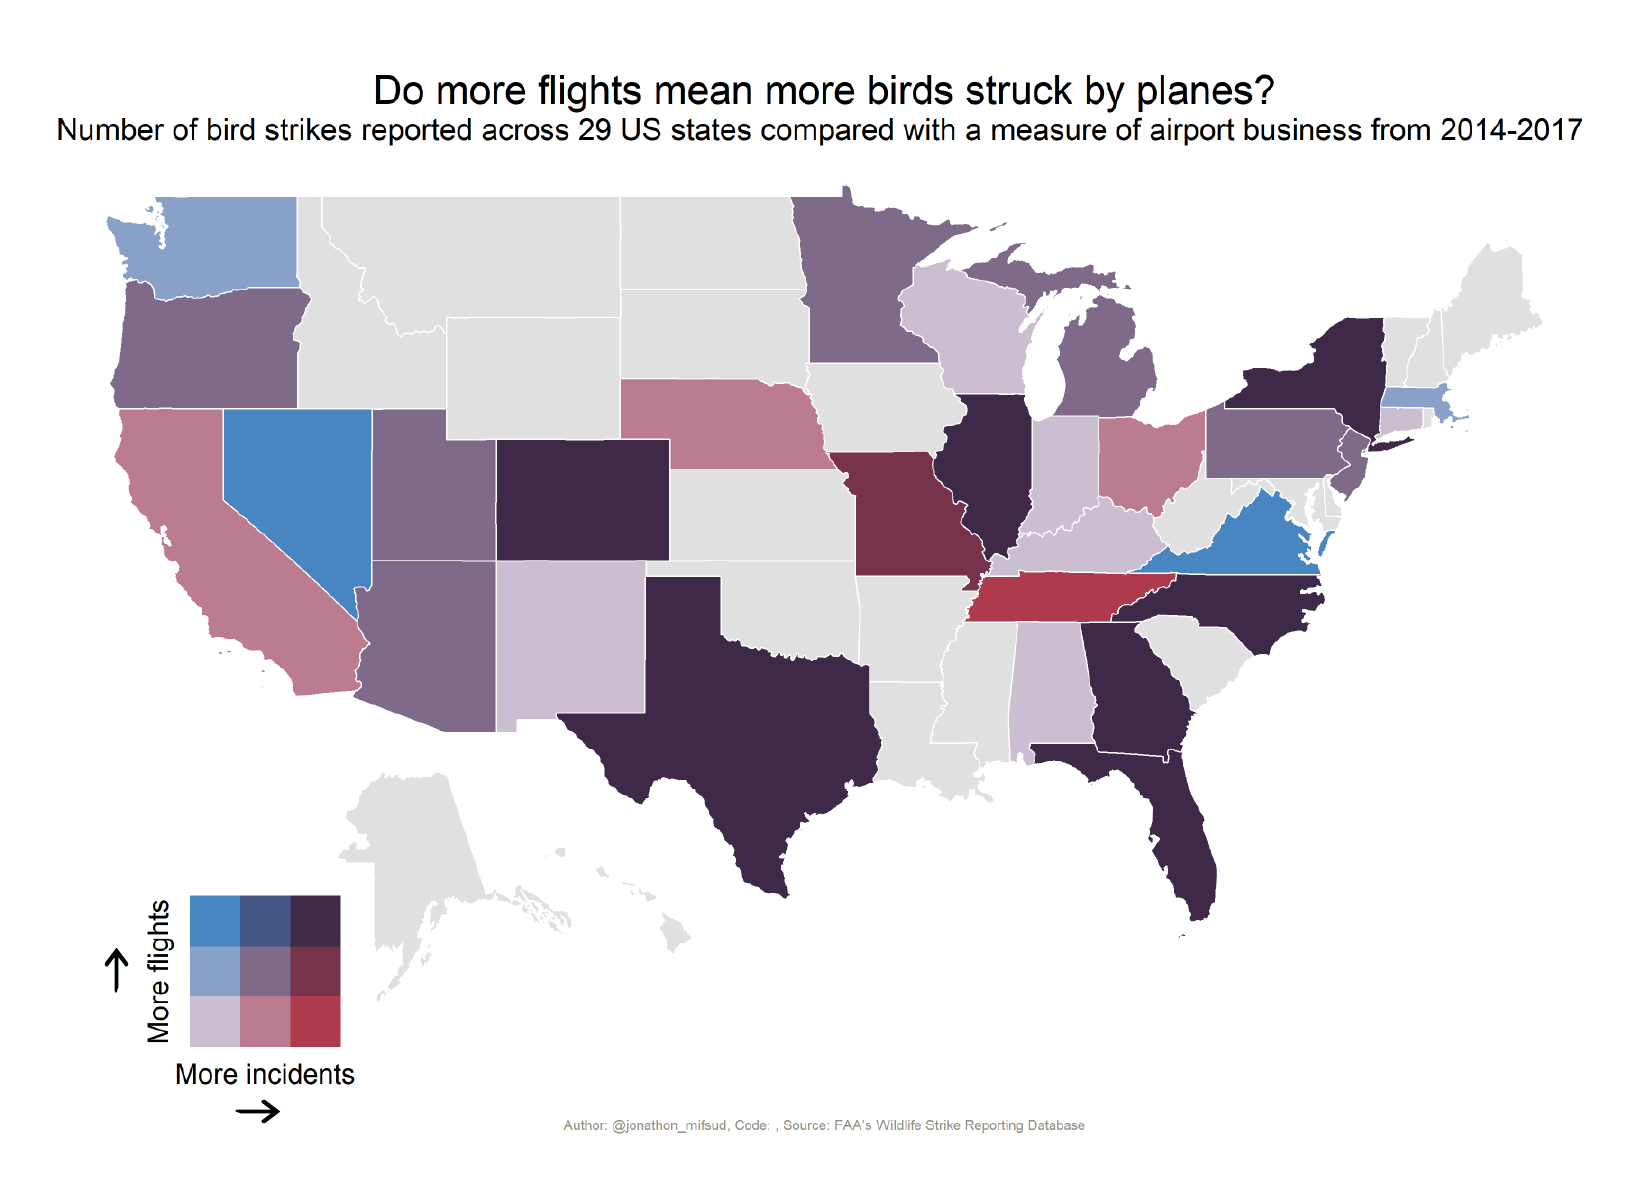 Do more flights mean more birds struck by planes?
Number of bird strikes reported across 29 US states compared with a measure of airport business from 2014-2017
More flights
More incidents
Author: @jonathon_mifsud, Code: , Source: FAA's Wildlife Strike Reporting Database